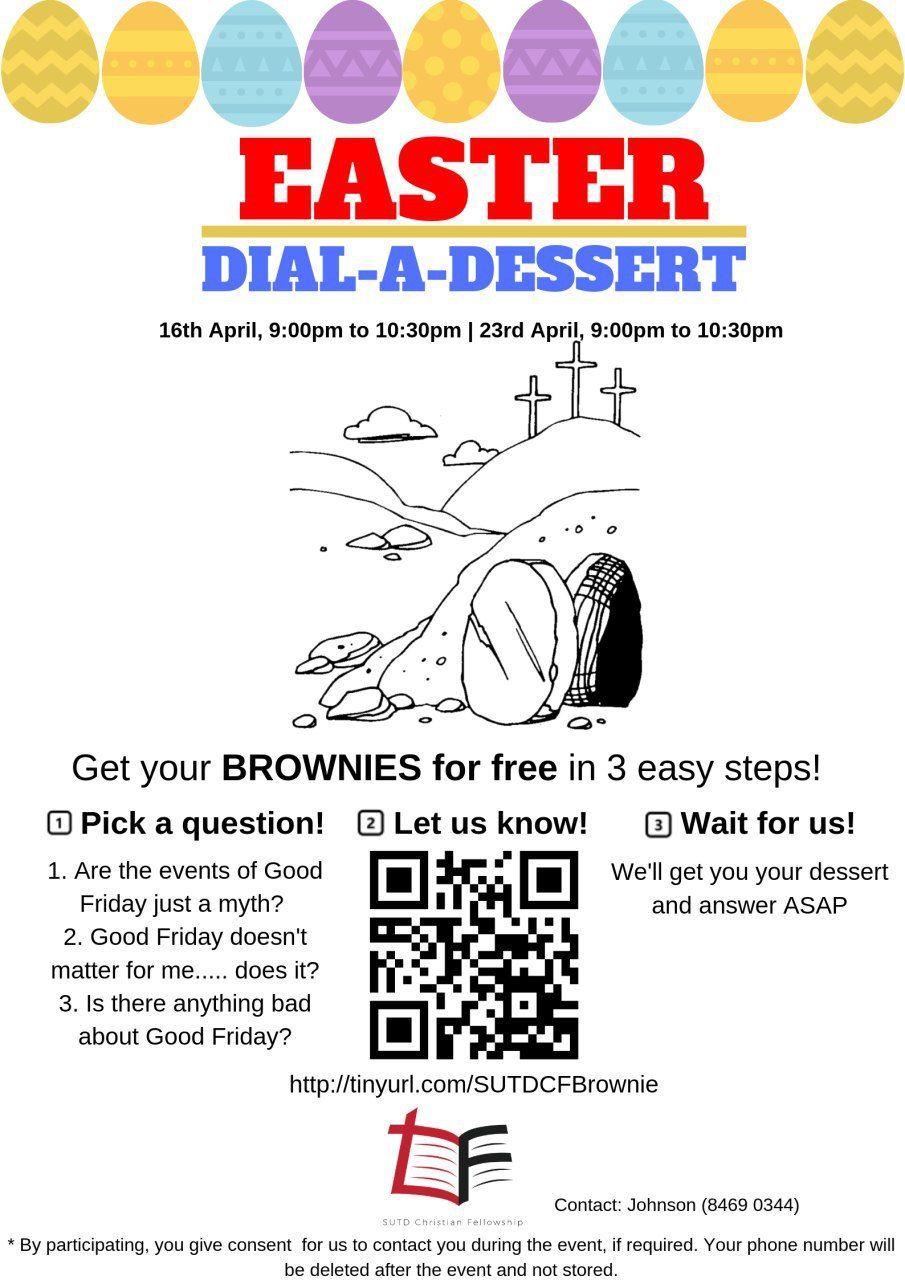 EASTER
DIAL-A-DESSERT
16th April, 9:00pm to 10:30pm | 23rd April, 9:00pm to 10:30pm
Get your BROWNIES for free in 3 easy steps!
1 Pick a question!
1. Are the events of Good
Friday just a myth?
2. Good Friday doesn't
matter for me..... does it?
3. Is there anything bad
about Good Friday?
2 Let us know!
http://tinyurl.com/SUTDCFBrownie
3 Wait for us!
We'll get you your dessert
and answer ASAP
SUTD Christian Fellowship
Contact: Johnson (8469 0344)
* By participating, you give consent  for us to contact you during the event, if required. Your phone number will
be deleted after the event and not stored.